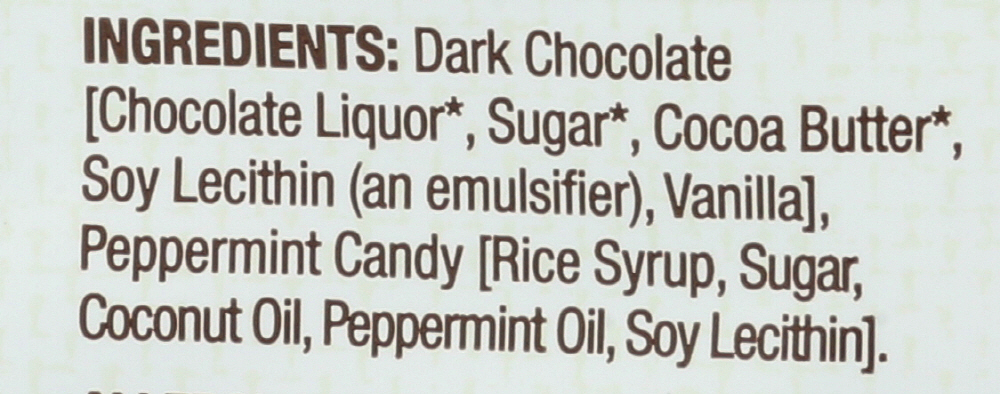 INGREDIENTS: Dark Chocolate
[Chocolate Liquor*, Sugar*, Cocoa Butter*,
Soy Lecithin (an emulsifier), Vanilla],
Peppermint Candy [Rice Syrup, Sugar,
Coconut Oil, Peppermint Oil, Soy Lecithin].